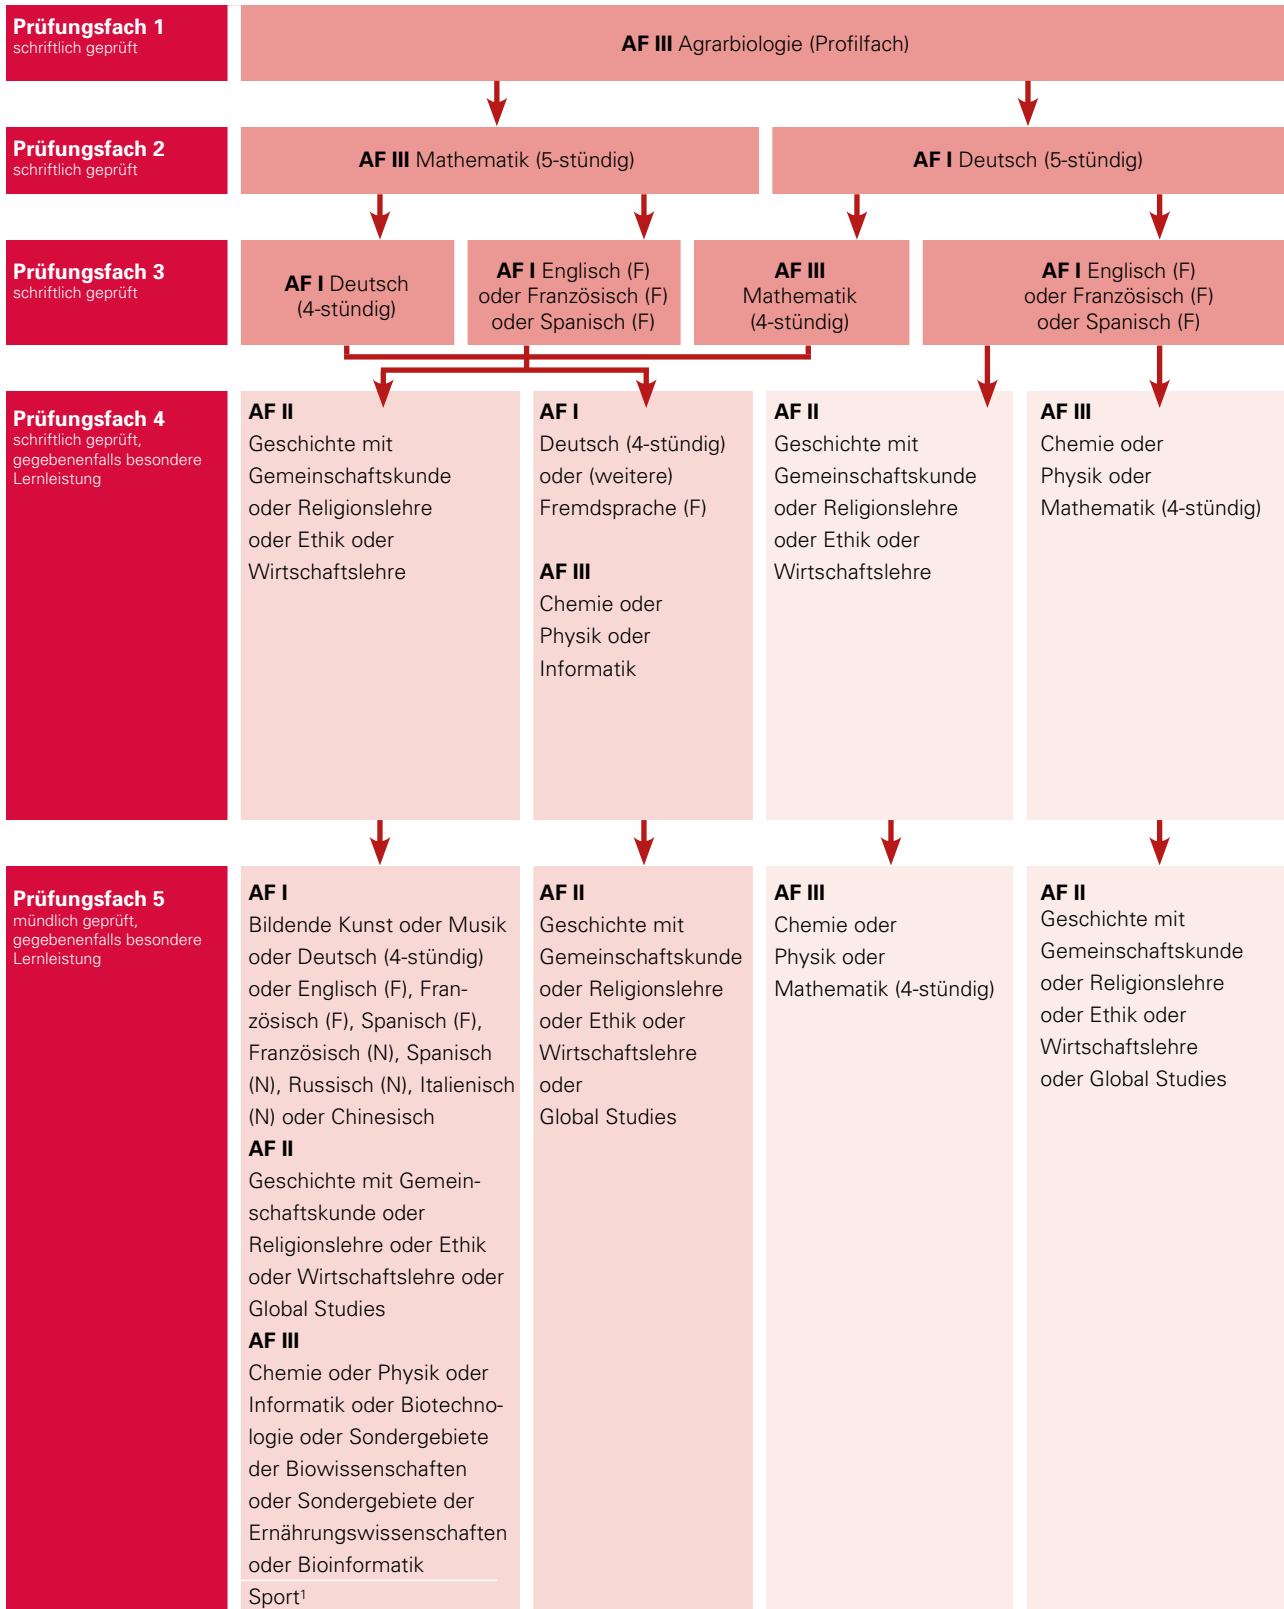 Prüfungsfach 1
schriftlich geprüft
AF III Agrarbiologie (Profilfach)
Prüfungsfach 2
schriftlich geprüft
AF III Mathematik (5-stündig)
AF I Deutsch (5-stündig)
Prüfungsfach 3
schriftlich geprüft
AF I Deutsch
(4-stündig)
AF I Englisch (F)
oder Französisch (F)
oder Spanisch (F)
AF III
Mathematik
(4-stündig)
AF I Englisch (F)
oder Französisch (F)
oder Spanisch (F)
Prüfungsfach 4
schriftlich geprüft,
gegebenenfalls besondere
Lernleistung
AF II
Geschichte mit
Gemeinschaftskunde
oder Religionslehre
oder Ethik oder
Wirtschaftslehre
AF I
Deutsch (4-stündig)
oder (weitere)
Fremdsprache (F)
AF III
Chemie oder
Physik oder
Informatik
AF II
Geschichte mit
Gemeinschaftskunde
oder Religionslehre
oder Ethik oder
Wirtschaftslehre
AF III
Chemie oder
Physik oder
Mathematik (4-stündig)
Prüfungsfach 5
mündlich geprüft,
gegebenenfalls besondere
Lernleistung
AF I
Bildende Kunst oder Musik
oder Deutsch (4-stündig)
oder Englisch (F), Fran-
zösisch (F), Spanisch (F),
Französisch (N), Spanisch
(N), Russisch (N), Italienisch
(N) oder Chinesisch
AF II
Geschichte mit Gemein-
schaftskunde oder
Religionslehre oder Ethik
oder Wirtschaftslehre oder
Global Studies
AF III
Chemie oder Physik oder
Informatik oder Biotechno-
logie oder Sondergebiete
der Biowissenschaften
oder Sondergebiete der
Ernährungswissenschaften
oder Bioinformatik
Sport¹
AF II
Geschichte mit
Gemeinschaftskunde
oder Religionslehre
oder Ethik oder
Wirtschaftslehre
oder
Global Studies
AF III
Chemie oder
Physik oder
Mathematik (4-stündig)
AF II
Geschichte mit
Gemeinschaftskunde
oder Religionslehre
oder Ethik oder
Wirtschaftslehre
oder Global Studies